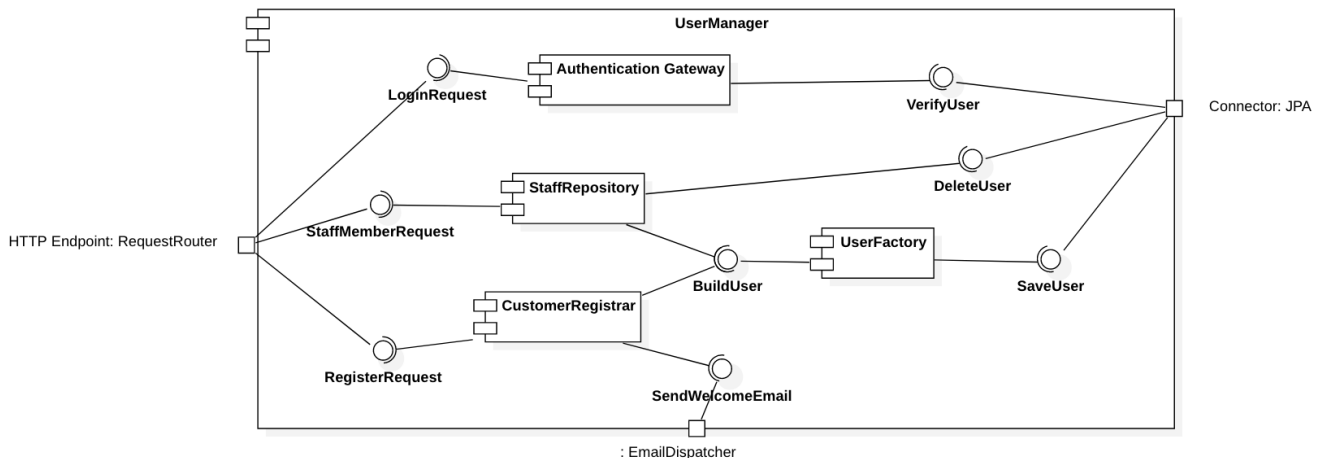 UserManager
Authentication Gateway
LoginRequest
VerifyUser
Connector: JPA
StaffRepository
DeleteUser
StaffMemberRequest
HTTP Endpoint: RequestRouter
UserFactory
BuildUser
SaveUser
CustomerRegistrar
RegisterRequest
SendWelcomeEmail
: EmailDispatcher